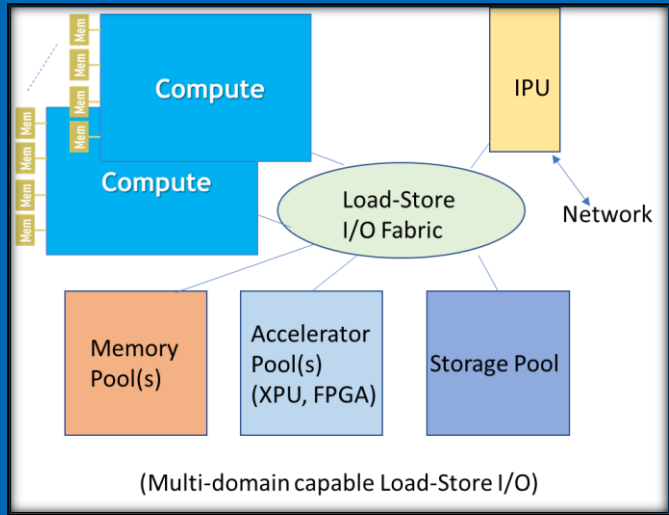 Mem
Mem
Mem
Mem
Compute
Mem
Mem
Mem
Mem
Compute
IPU
Network
Load-Store
I/O Fabric
Memory
Pool(s)
Accelerator
Pool(s)
(XPU, FPGA)
Storage Pool
(Multi-domain capable Load-Store I/O)